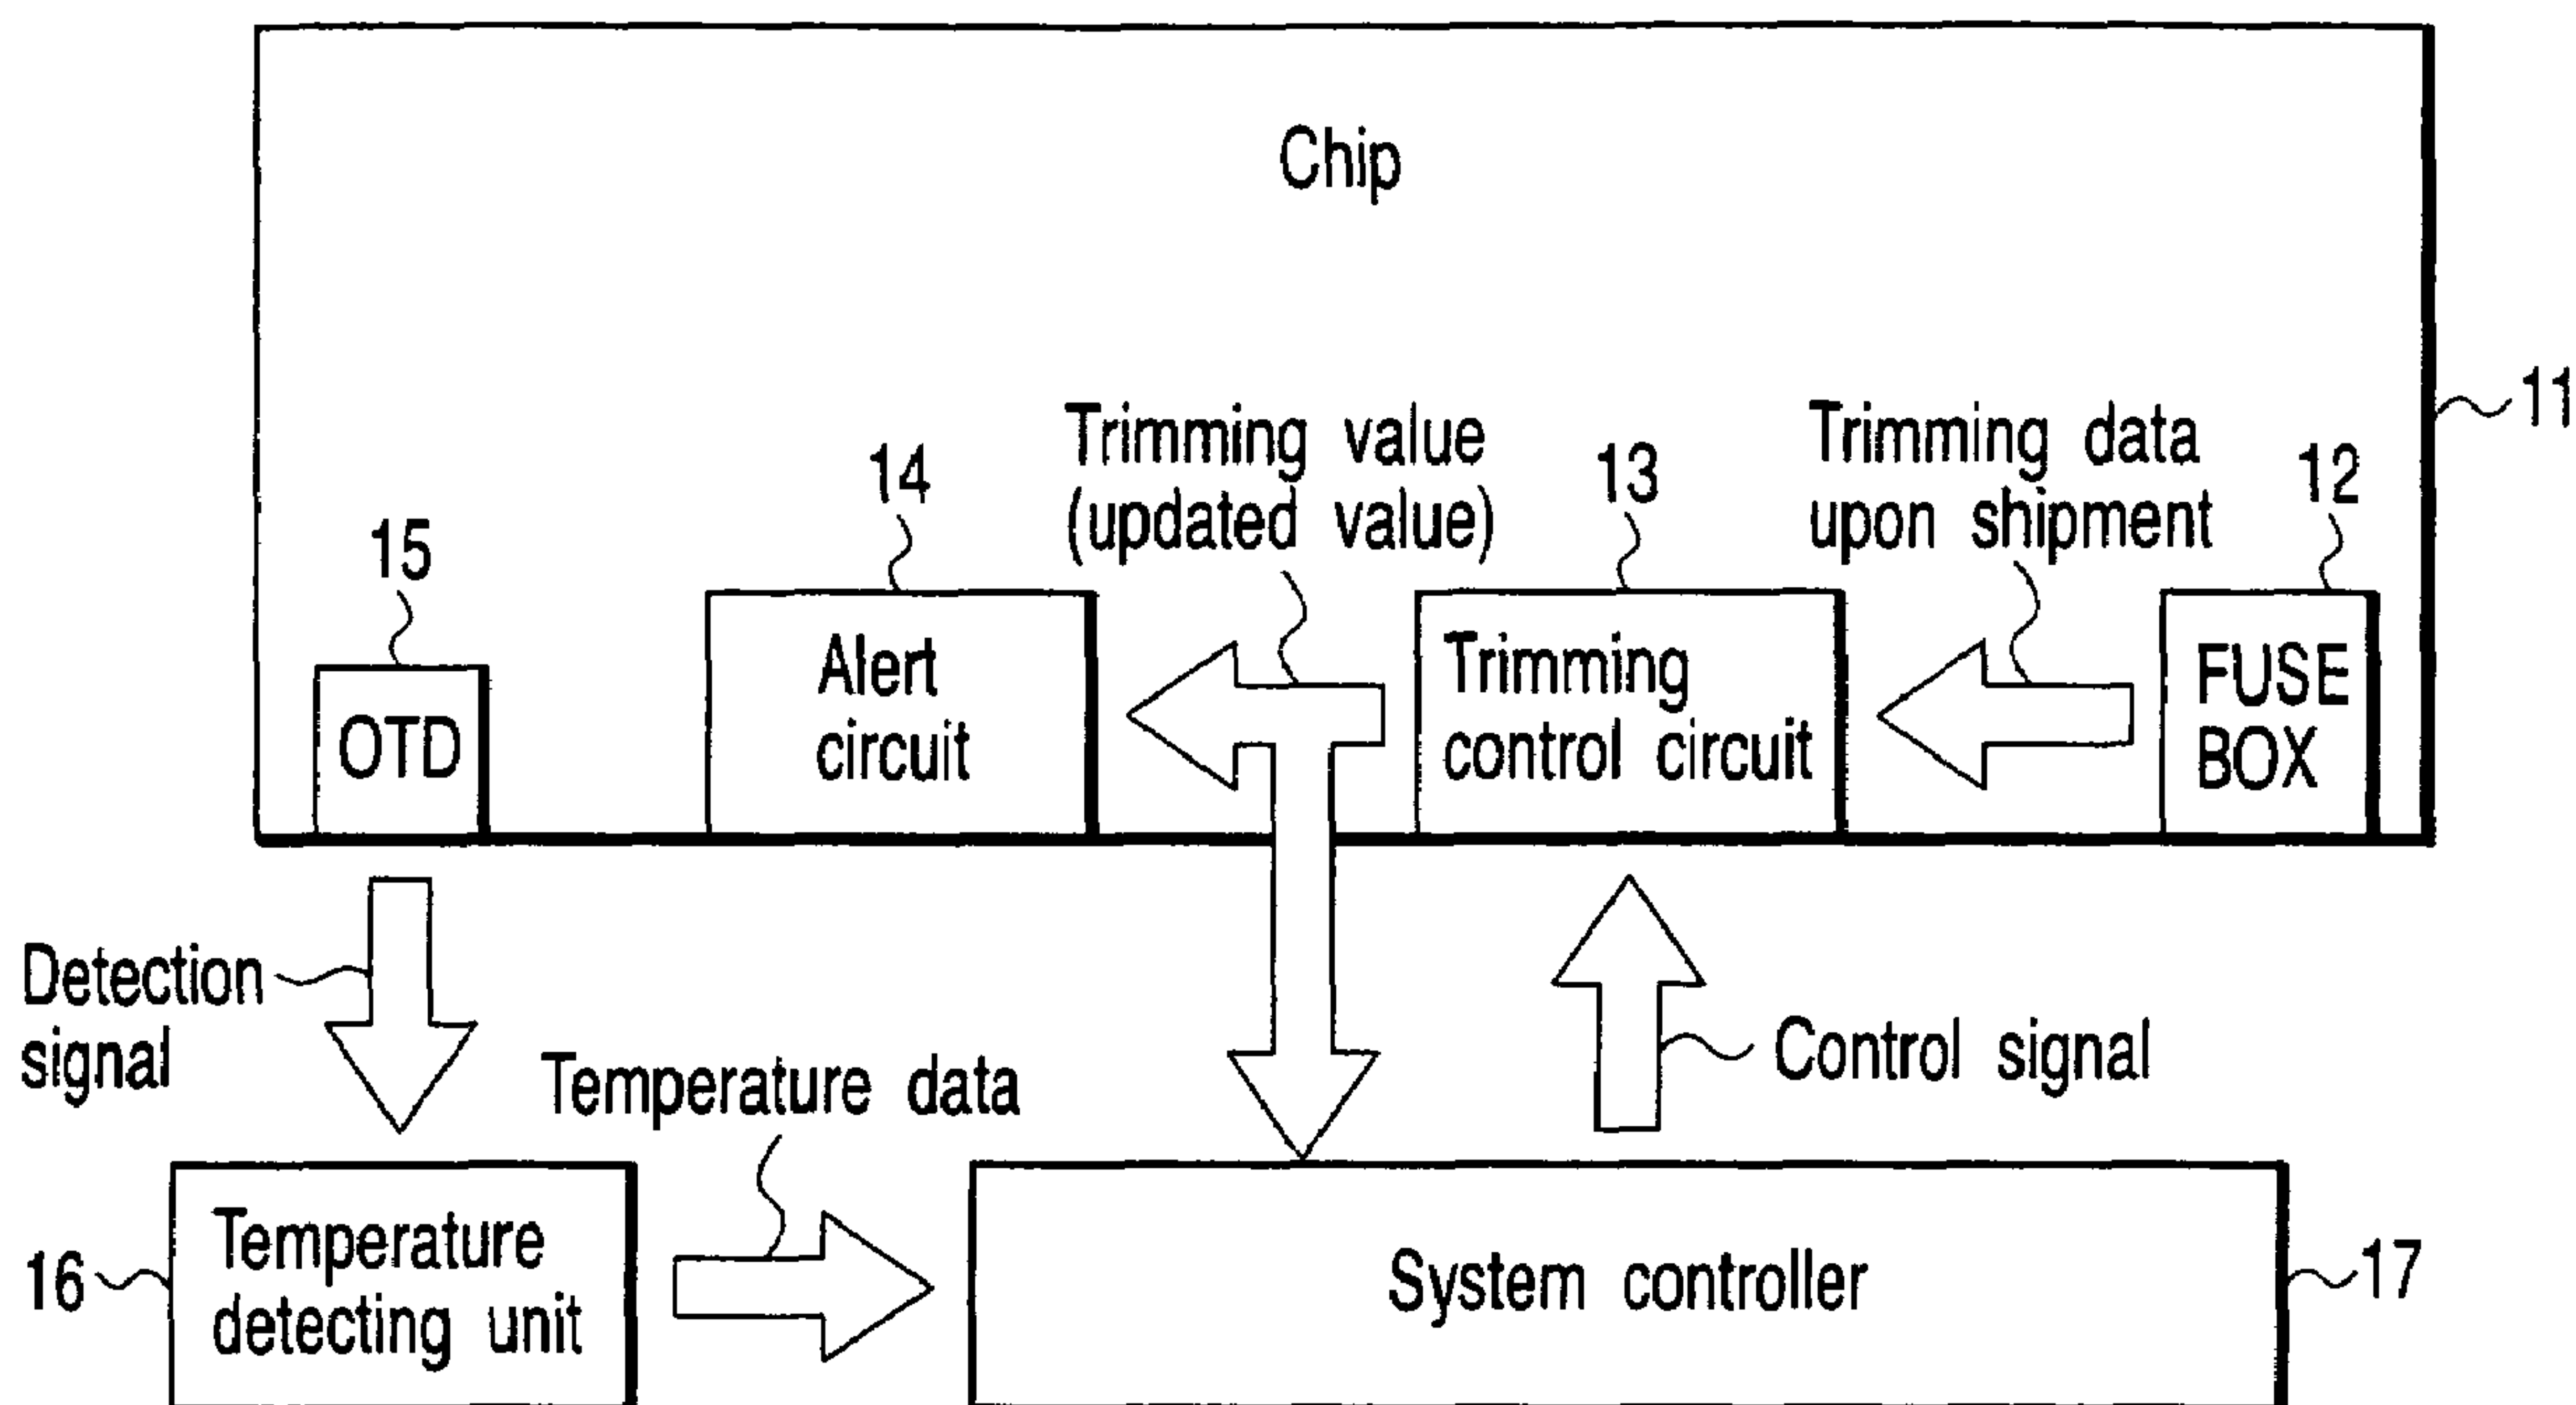 Chip
11
Trimming value
(updated value)
Trimming data
upon shipment
14
13
12
15
Alert
circuit
Trimming
control circuit
FUSE
BOX
OTD
Detection
signal
Control signal
Temperature data
16
Temperature
detecting unit
System controller
17